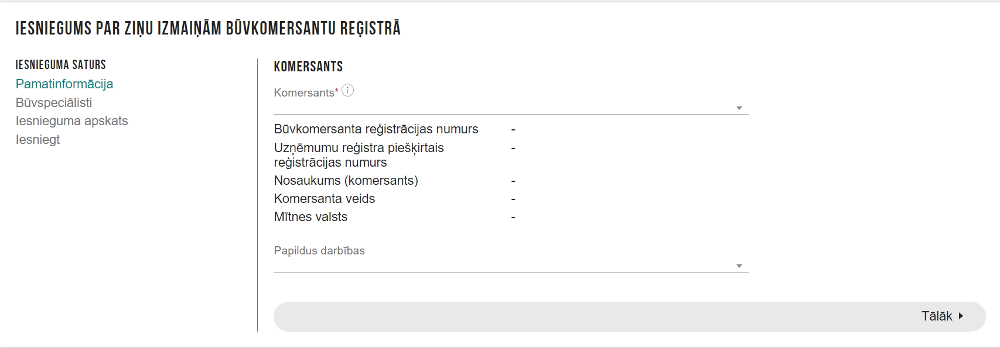 IESNIEGUMS PAR ZIŅU IZMAIŅĀM BŪVKOMERSANTU REĢISTRĀ
IESNIEGUMA SATURS
Pamatinformācija
Būvspeciālisti
Iesnieguma apskats
Iesniegt
KOMERSANTS
Komersants*
Būvkomersanta reģistrācijas numurs -
Uzņēmumu reģistra piešķirtais -
reģistrācijas numurs
Nosaukums (komersants) -
Komersanta veids -
Mītnes valsts -
Papildus darbības
Tālāk